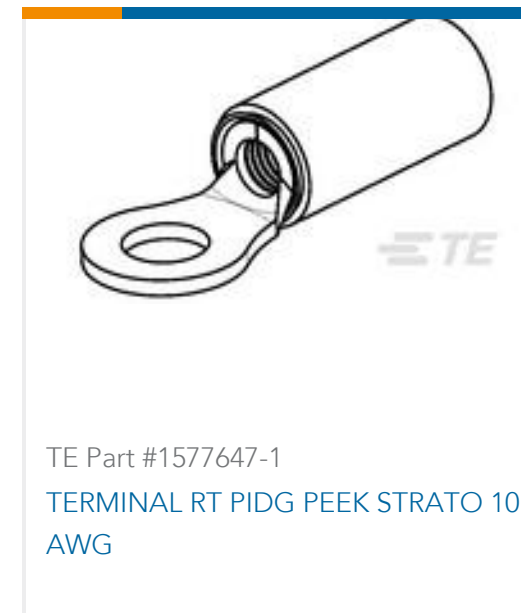 TE
TE Part #1577647-1
TERMINAL RT PIDG PEEK STRATO 10
AWG